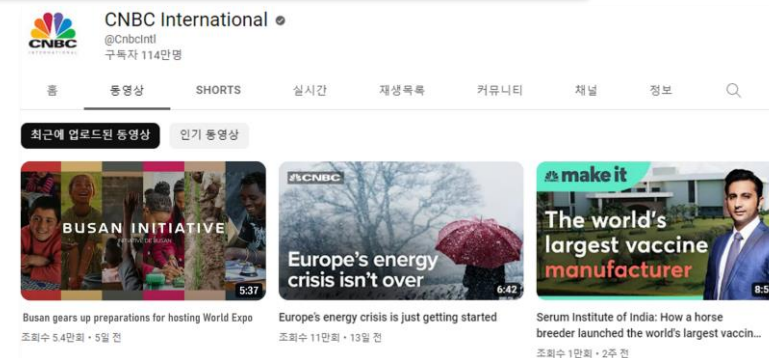 CNBC International
CNBC
@CnbcIntl
구독자 114만명
홈 동영상 SHORTS 실시간 재생목록 커뮤니티 채널 정보
최근에 업로드된 동영상 인기 동영상
BUSAN INITIATIVE
INITIATIVE DE BUSAN
5:37
CNBC
Europe's energy
crisis isn't over
6:42
make it
The world's
largest vaccine
manufacturer
8:5
Busan gears up preparations for hosting World Expo
조회수 5.4만회 • 5일 전
Europe's energy crisis is just getting started
조회수 11만회 • 13일 전
Serum Institute of India: How a horse
breeder launched the world's largest vaccin...
조회수 1만회 • 2주 전